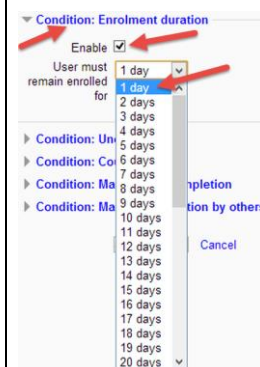 Condition: Enrolment duration
Enable
User must
remain enrolled
for
1 day
1 day
2 days
3 days
4 days
5 days
6 days
7 days
8 days
9 days
10 days
11 days
12 days
13 days
14 days
15 days
16 days
17 days
18 days
19 days
20 days
Condition:
Condition:
Condition: Ma pletion
Condition: Ma tion by others
Cancel